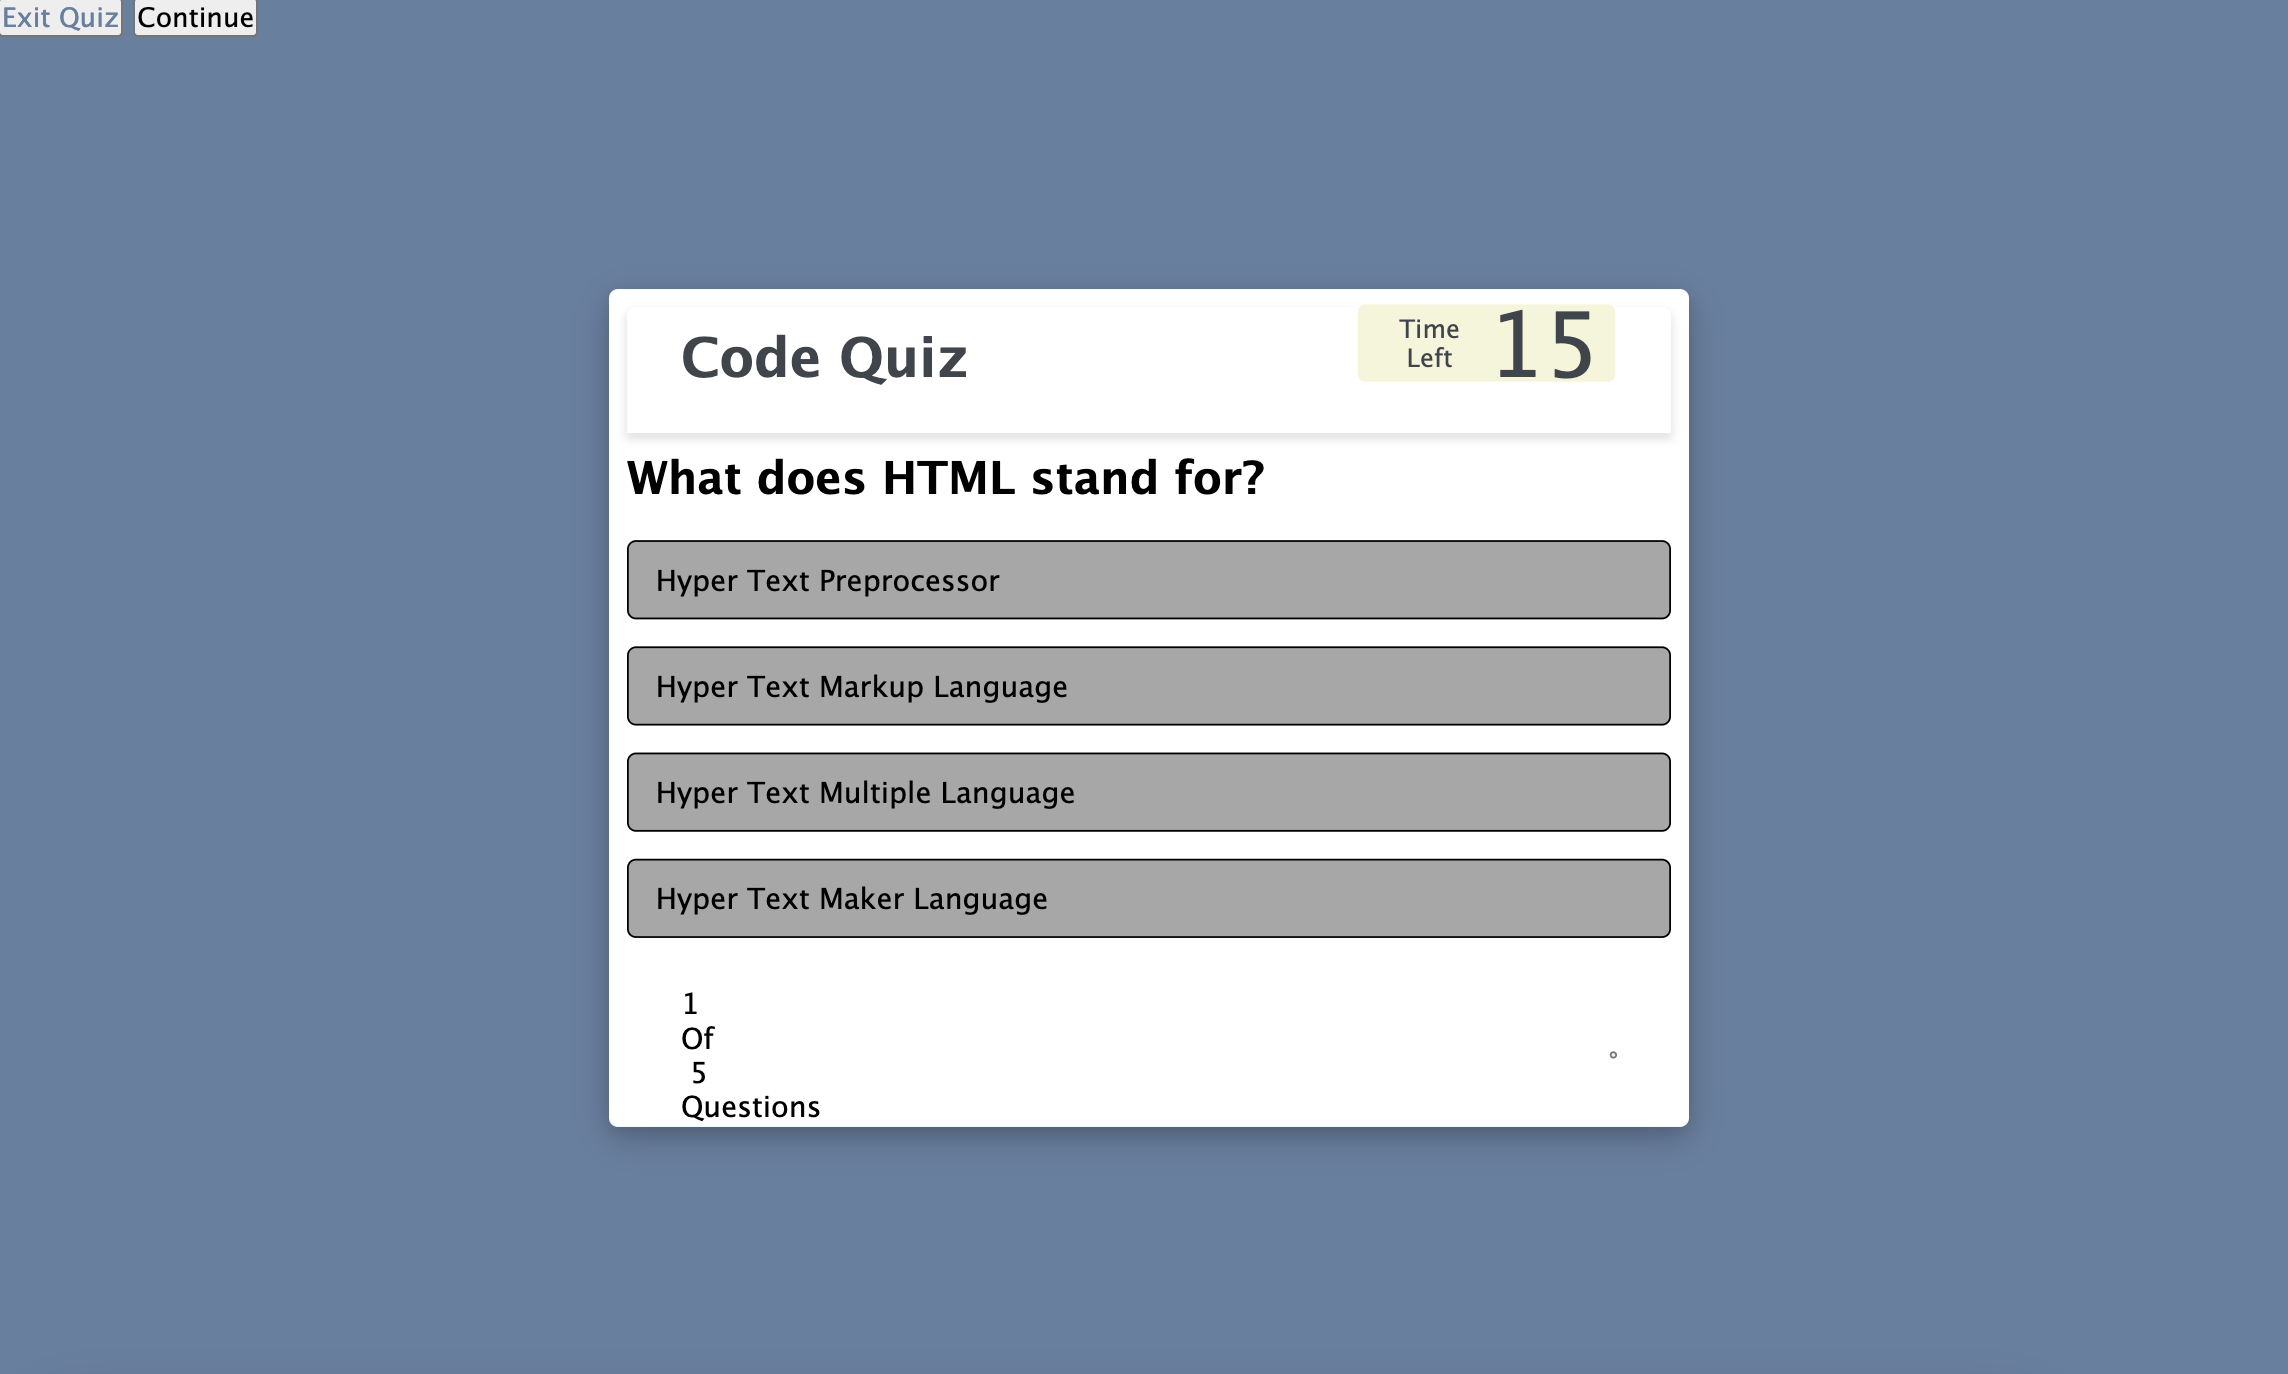 Exit Quiz Continue
Code Quiz
Time
Left
15
What does HTML stand for?
Hyper Text Preprocessor
Hyper Text Markup Language
Hyper Text Multiple Language
Hyper Text Maker Language
1
Of
5
Questions